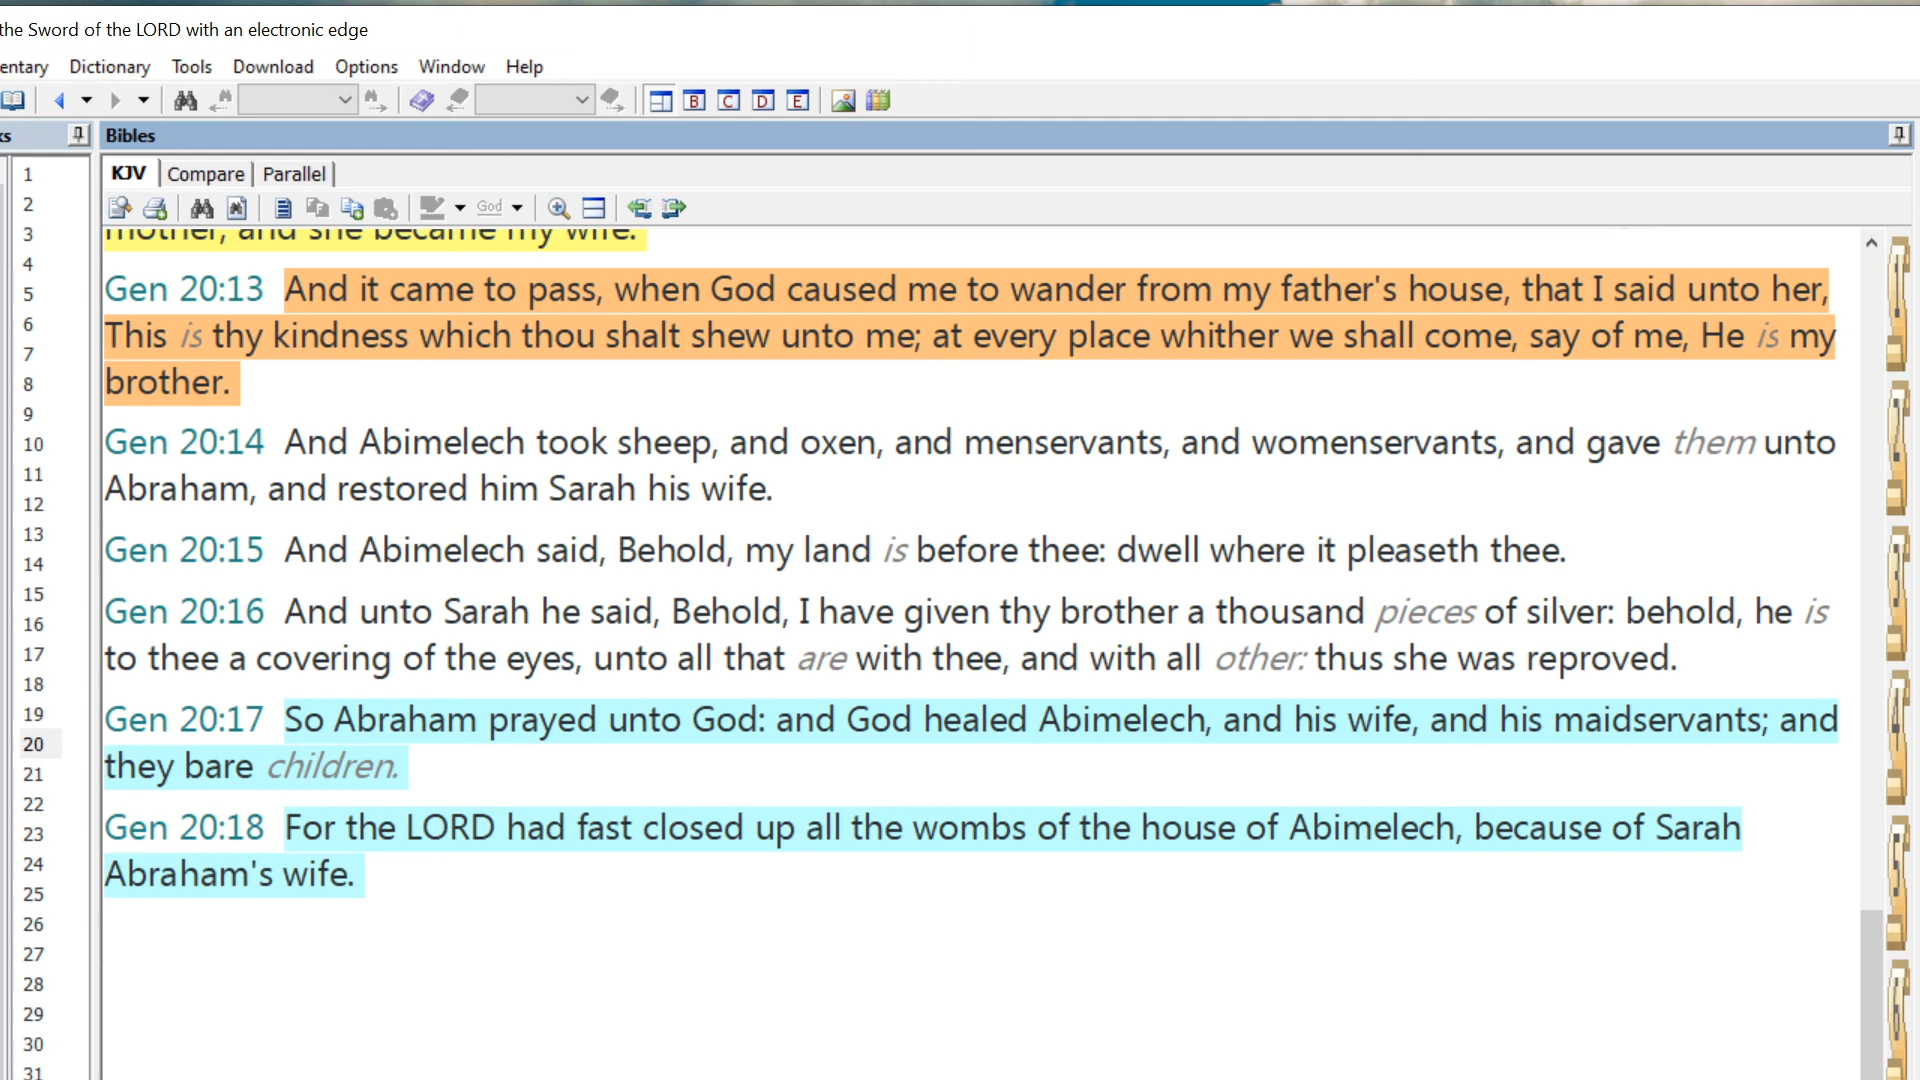 the Sword of the LORD with an electronic edge
entary Dictionary Tools Download Options Window Help
B C D E
ks Bibles
KJV Compare Parallel
God
mother, and she became my wife.
Gen 20:13 And it came to pass, when God caused me to wander from my father's house, that I said unto her,
This is thy kindness which thou shalt shew unto me; at every place whither we shall come, say of me, He is my
brother.
Gen 20:14 And Abimelech took sheep, and oxen, and menservants, and womenservants, and gave them unto
Abraham, and restored him Sarah his wife.
Gen 20:15 And Abimelech said, Behold, my land is before thee: dwell where it pleaseth thee.
Gen 20:16 And unto Sarah he said, Behold, I have given thy brother a thousand pieces of silver: behold, he is
to thee a covering of the eyes, unto all that are with thee, and with all other: thus she was reproved.
Gen 20:17 So Abraham prayed unto God: and God healed Abimelech, and his wife, and his maidservants; and
they bare children.
Gen 20:18 For the LORD had fast closed up all the wombs of the house of Abimelech, because of Sarah
Abraham's wife.
1
2
3
4
5
6
7
8
9
10
11
12
13
14
15
16
17
18
19
20
21
22
23
24
25
26
27
28
29
30
31